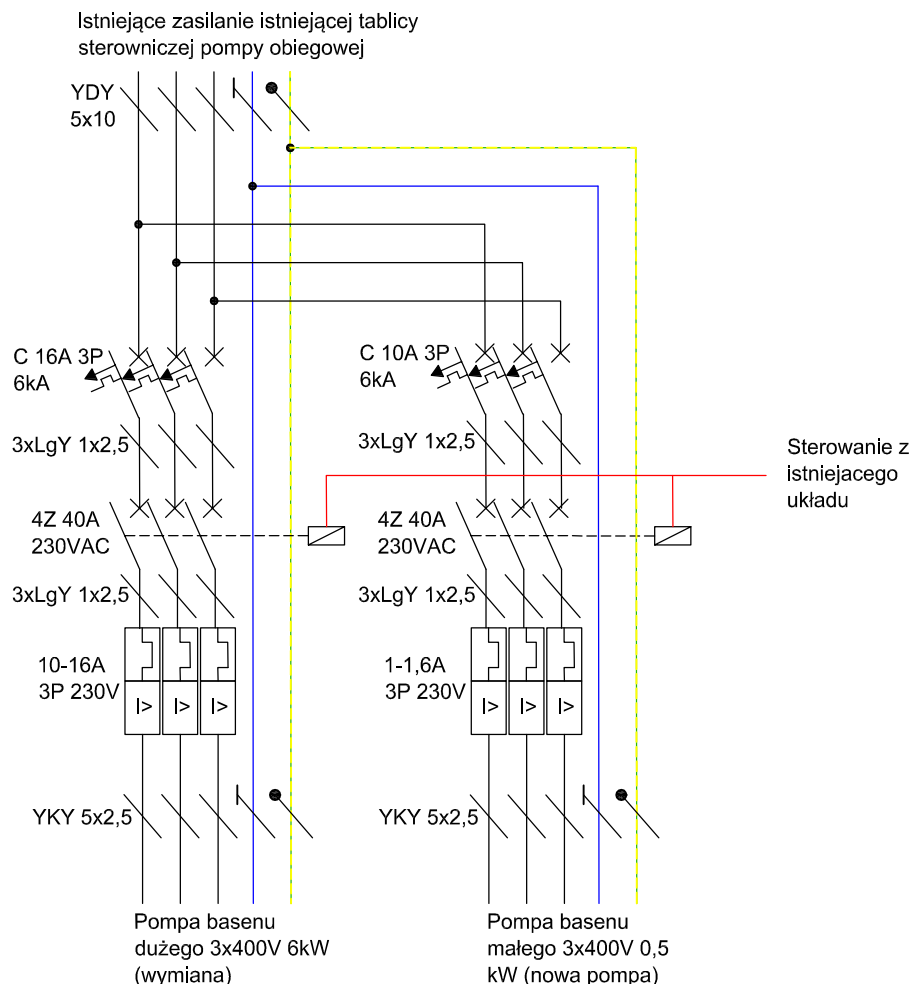 Istniejące zasilanie istniejącej tablicy
sterowniczej pompy obiegowej
YDY
5x10
C 16A 3P
6kA
C 10A 3P
6kA
3xLgY 1x2,5
3xLgY 1x2,5
Sterowanie z
istniejacego
układu
4Z 40A
230VAC
4Z 40A
230VAC
3xLgY 1x2,5
3xLgY 1x2,5
10-16A
3P 230V
I> I> I>
1-1,6A
3P 230V
I> I> I>
YKY 5x2,5
YKY 5x2,5
Pompa basenu
dużego 3x400V 6kW
(wymiana)
Pompa basenu
małego 3x400V 0,5
kW (nowa pompa)